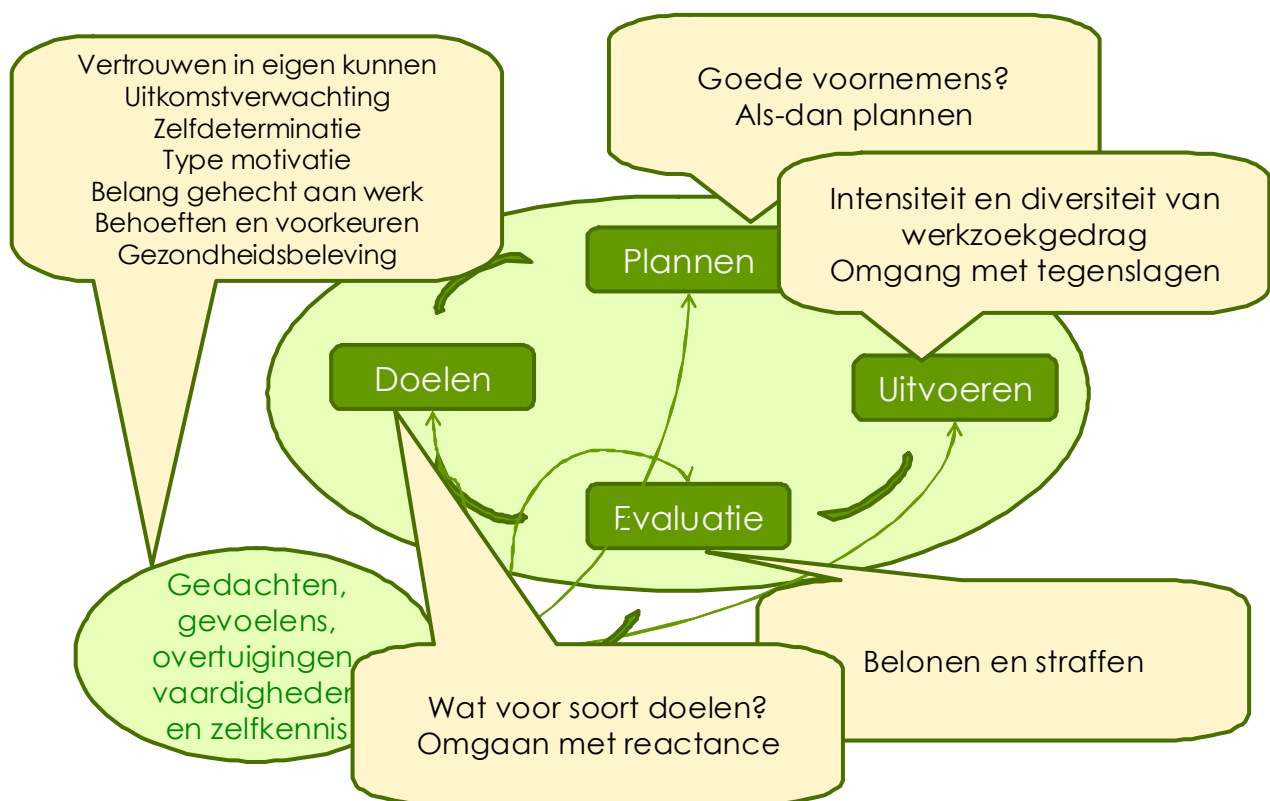 Vertrouwen in eigen kunnen
Uitkomstverwachting
Zelfdeterminatie
Type motivatie
Belang gehecht aan werk
Behoeften en voorkeuren
Gezondheidsbeleving
Goede voornemens?
Als-dan plannen
Intensiteit en diversiteit van
werkzoekgedrag
Omgang met tegenslagen
Plannen
Doelen
Uitvoeren
Evaluatie
Gedachten,
gevoelens,
overtuigingen
vaardigheden
en zelfkennis
Belonen en straffen
Wat voor soort doelen?
Omgaan met reactance